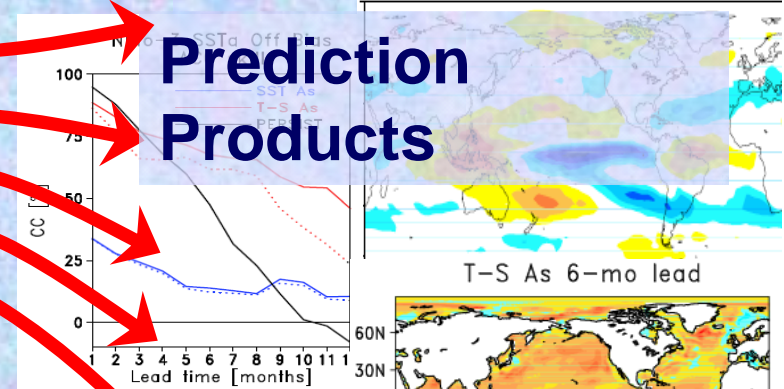 Prediction
Products
SST As
T-S As
PERSIST
100
75
50
25
0
CC [%]
1 2 3 4 5 6 7 8 9 10 11
Lead time [months]
T-S As 6-mo lead
60N
30N